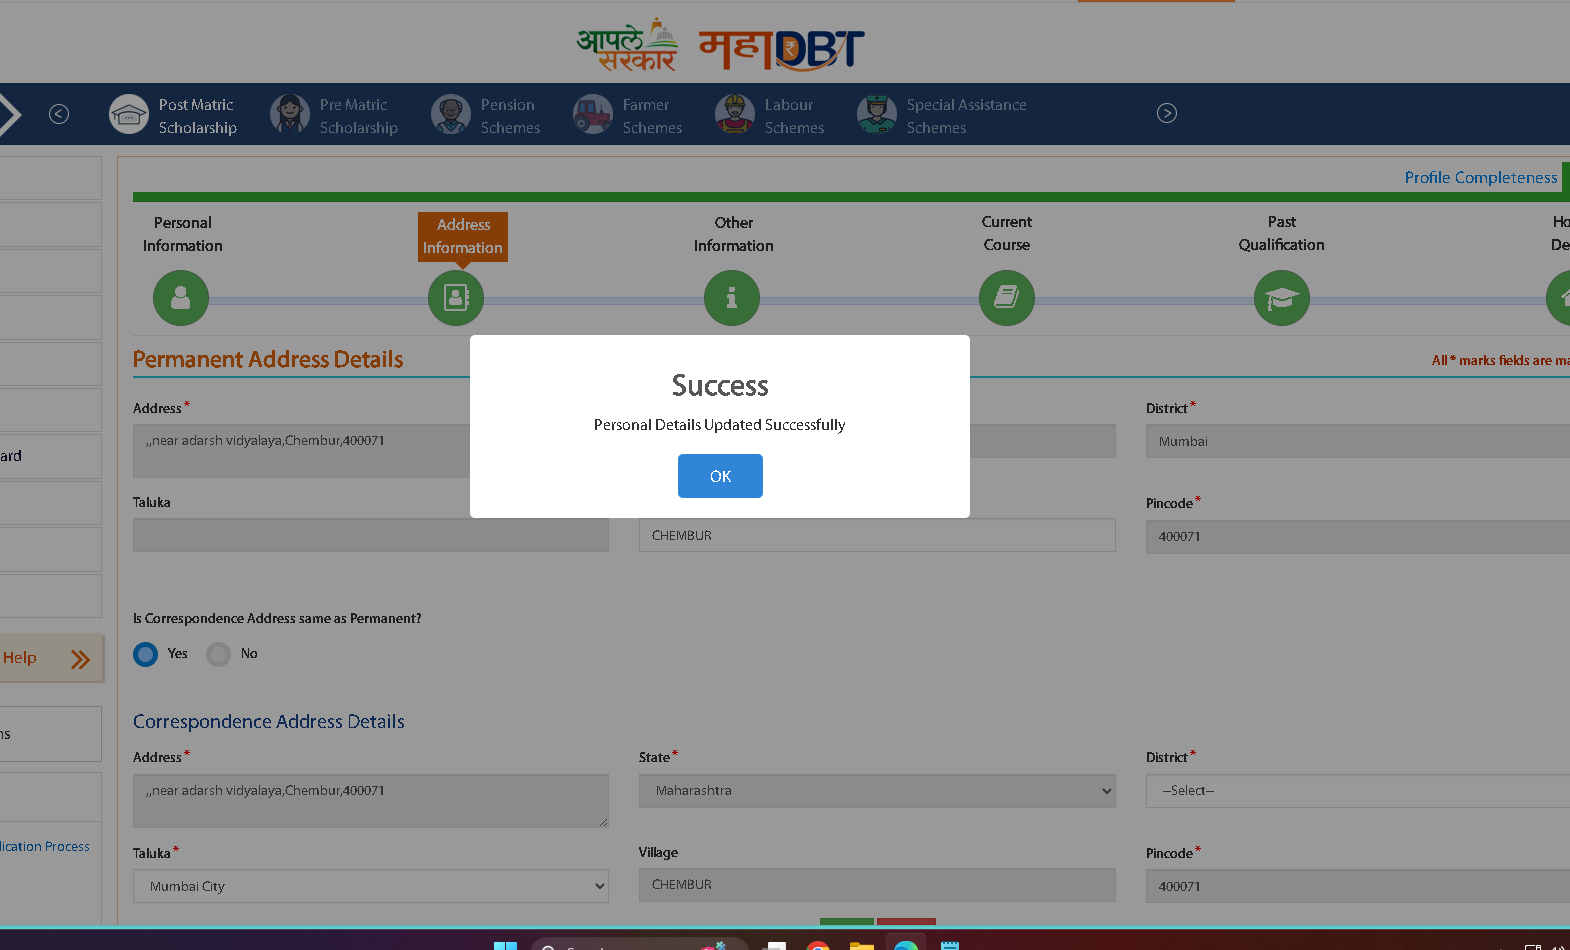 आपले
सरकार
महाDBT
Post Matric
Scholarship
Pre Matric
Scholarship
Pension
Schemes
Farmer
Schemes
Labour
Schemes
Special Assistance
Schemes
Profile Completeness
Personal
Information
Address
Information
Other
Information
Current
Course
Past
Qualification
Ho
De
Permanent Address Details
All * marks fields are ma
Success
Personal Details Updated Successfully
OK
Address *
,,near adarsh vidyalaya,Chembur,400071
District *
Mumbai
ard
Taluka
CHEMBUR
Pincode *
400071
Is Correspondence Address same as Permanent?
Yes No
Help
Correspondence Address Details
ns
Address *
,,near adarsh vidyalaya,Chembur,400071
State *
Maharashtra
District *
--Select--
lication Process
Taluka *
Mumbai City
Village
CHEMBUR
Pincode *
400071